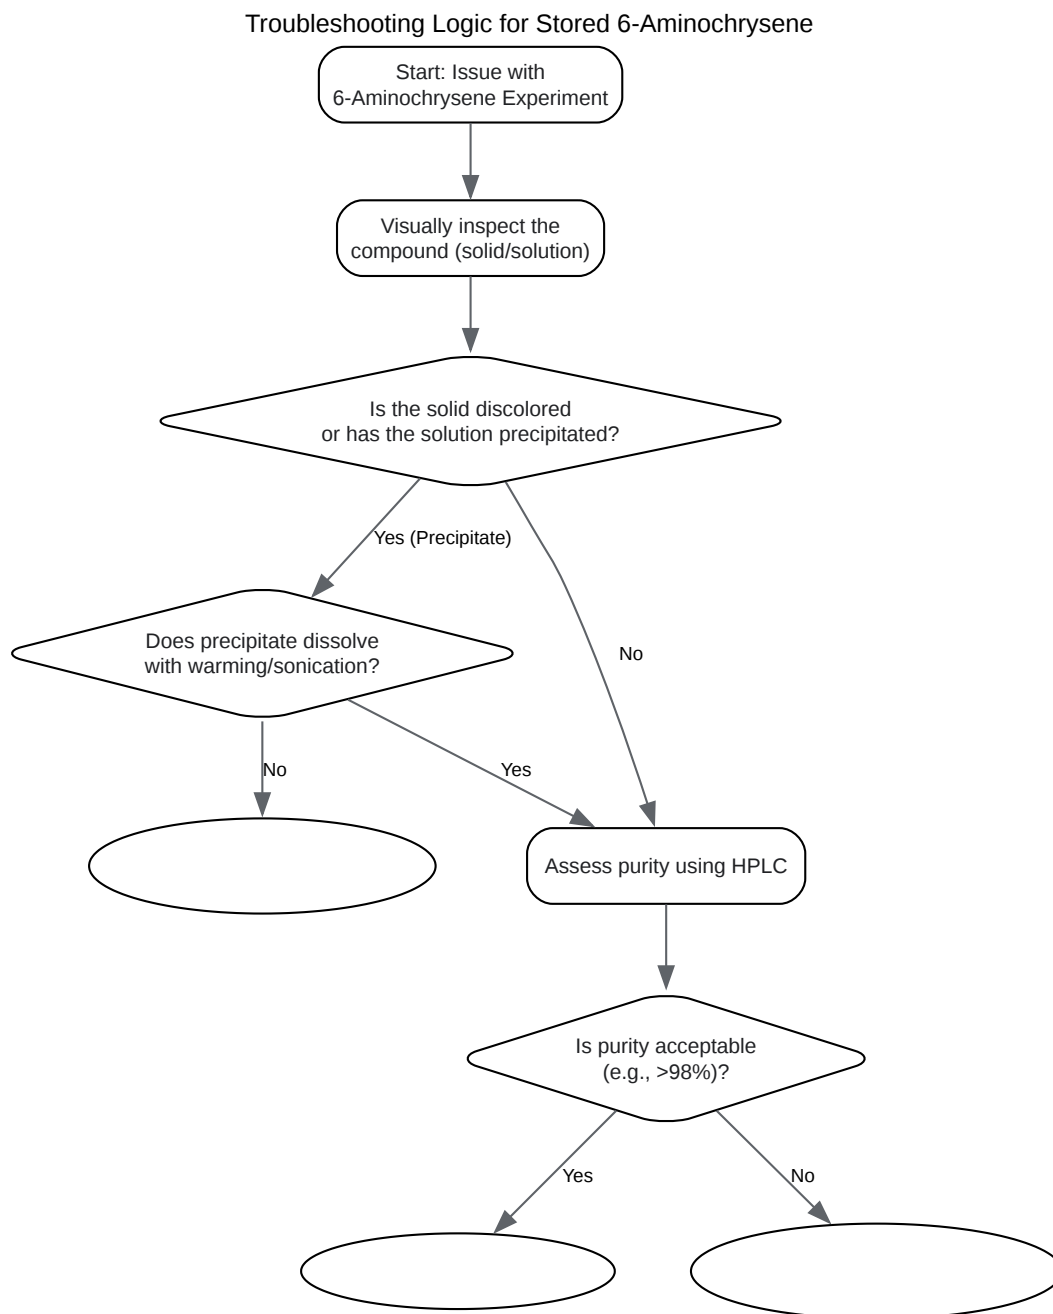 Troubleshooting Logic for Stored 6-Aminochrysene
Start: Issue with
6-Aminochrysene Experiment
Visually inspect the
compound (solid/solution)
Is the solid discolored
or has the solution precipitated?
Yes (Precipitate)
Does precipitate dissolve
with warming/sonication?
No
No
Yes
Assess purity using HPLC
Is purity acceptable
(e.g., >98%)?
Yes
No